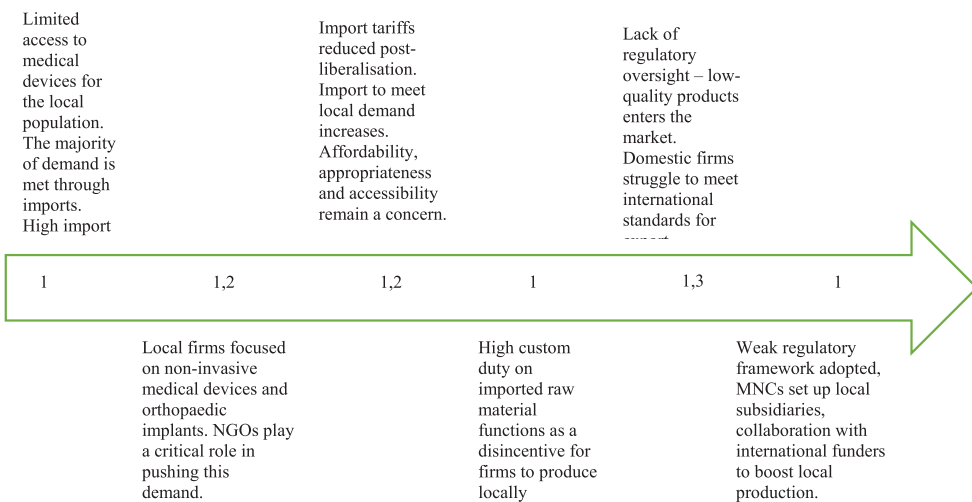 Limited
access to
medical
devices for
the local
population.
The majority
of demand is
met through
imports.
High import
Import tariffs
reduced post-
liberalisation.
Import to meet
local demand
increases.
Affordability,
appropriateness
and accessibility
remain a concern.
Lack of
regulatory
oversight – low-
quality products
enters the
market.
Domestic firms
struggle to meet
international
standards for
1
1,2
1,2
1
1,3
1
Local firms focused
on non-invasive
medical devices and
orthopaedic
implants. NGOs play
a critical role in
pushing this
demand.
High custom
duty on
imported raw
material
functions as a
disincentive for
firms to produce
locally
Weak regulatory
framework adopted,
MNCs set up local
subsidiaries,
collaboration with
international funders
to boost local
production.